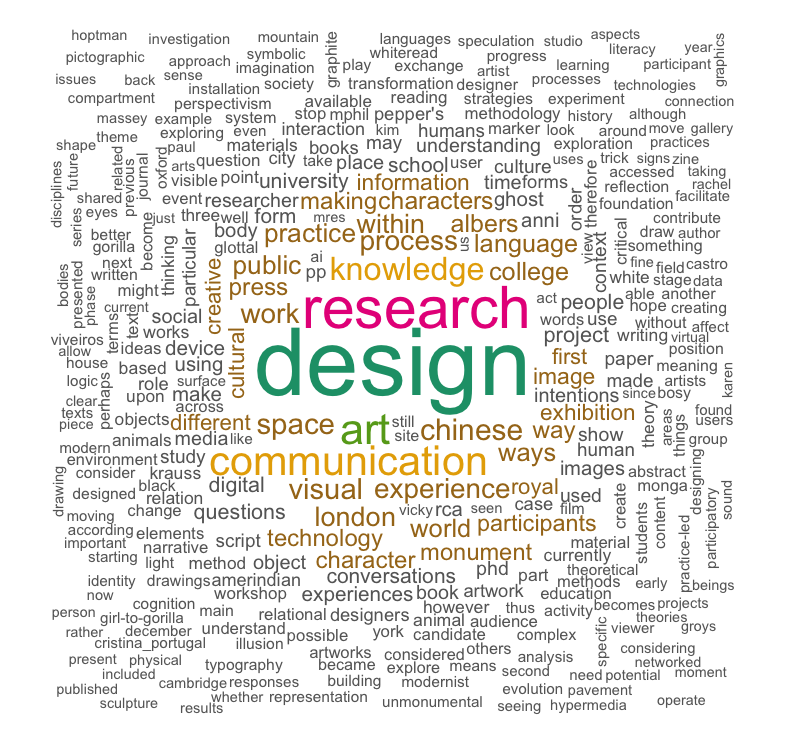 hoptman investigation mountain graphite languages speculation studio aspects
pictographic approach symbolic whiteread progress literacy year graphics
issues back sense imagination play exchange artist learning participant
compartment installation society transformation designer processes technologies
perspectivism available reading strategies experiment connection
massey example system stop mphil pepper's methodology history although
theme exploring even interaction kim humans marker look around move gallery
shape paul materials books may understanding exploration practices
disciplines future related previous journal oxford arts question city take place school user culture uses trick signs zine
visible point university information time forms therefore reflection accessed taking rachel
shared event researcher making characters ghost order foundation facilitate
series eyes just three well form mres within albers anni view critical draw author contribute
better become body practice process us language context something
gorilla glottal ai knowledge college fine field castro
next thinking particular creative public pp white stage data
written press
bodies presented phase might work research act people able another
current social words use hope creating
viveiros terms text works design project writing without affect
allow ideas device cultural first paper position virtual
house based using image meaning
logic role surface made artists karen
clear perhaps upon make intentions since bosy
texts across exhibition theory areas things found
piece objects different space art still chinese way show users
modern animals media like site human group
environment study communication ways images abstract designing
drawing consider krauss
designed black digital visual experience royal used monga sound
relation vicky rca seen case film create
moving change questions london participants students content practice-led participatory
according elements script technology world
important narrative character monument material
starting light method object currently
identity drawings amerindian conversations phd part theoretical
now workshop experiences book artwork methods early beings
cognition education
person girl-to-gorilla main relational designers however thus activity becomes projects
rather december understand possible york animal audience theories
cristina_portugal illusion candidate complex specific viewer groys
present physical artworks considered others considering
included typography became explore means analysis networked
published cambridge responses building modernist second need potential moment
sculpture whether representation unmonumental evolution pavement
results seeing hypermedia operate